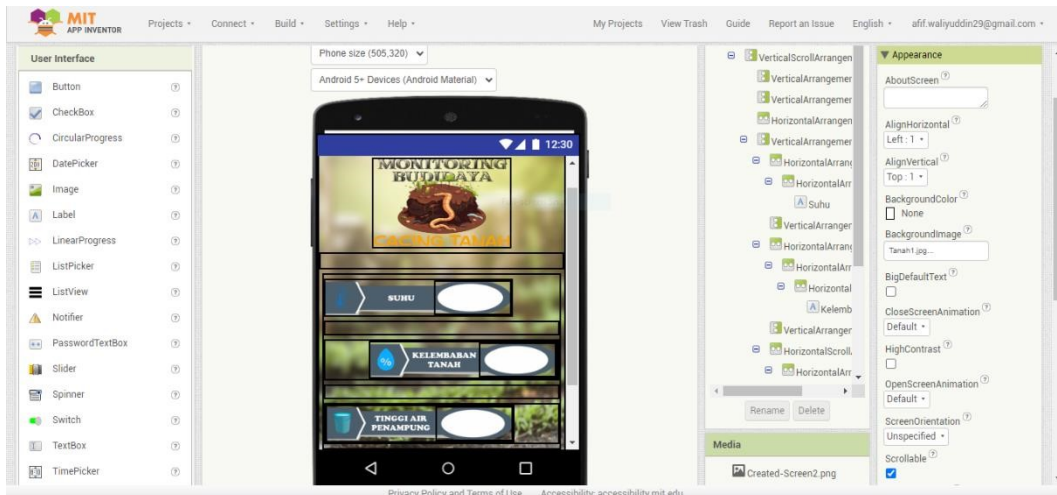 MIT
APP INVENTOR
Projects
Connect
Build
Settings
Help
My Projects
View Trash
Guide
Report an Issue
English
afif.waliyuddin29@gmail.com
User Interface
Button
CheckBox
CircularProgress
DatePicker
Image
Label
LinearProgress
ListPicker
ListView
Notifier
PasswordTextBox
Slider
Spinner
Switch
TextBox
TimePicker
Phone size (505,320)
Android 5+ Devices (Android Material)
12:30
MONITORING
BUDIDAYA
CACING TANAH
SUHU
%
KELEMBABAN
TANAH
TINGGI AIR
PENAMPUNG
VerticalScrollArrangen
VerticalArrangemer
VerticalArrangemer
HorizontalArrangen
VerticalArrangemer
HorizontalArrang
HorizontalArr
Suhu
VerticalArranger
HorizontalArrang
HorizontalArr
Horizontal
Kelemb
VerticalArranger
HorizontalScroll.
HorizontalArr
Rename
Delete
Media
Created-Screen2.png
Appearance
AboutScreen
AlignHorizontal
Left : 1
AlignVertical
Top : 1
BackgroundColor
None
BackgroundImage
Tanah1.jpg...
BigDefaultText
CloseScreenAnimation
Default
HighContrast
OpenScreenAnimation
Default
ScreenOrientation
Unspecified
Scrollable
Privacy Policy and Terms of Use
Accessibility: accessibility.mit.edu